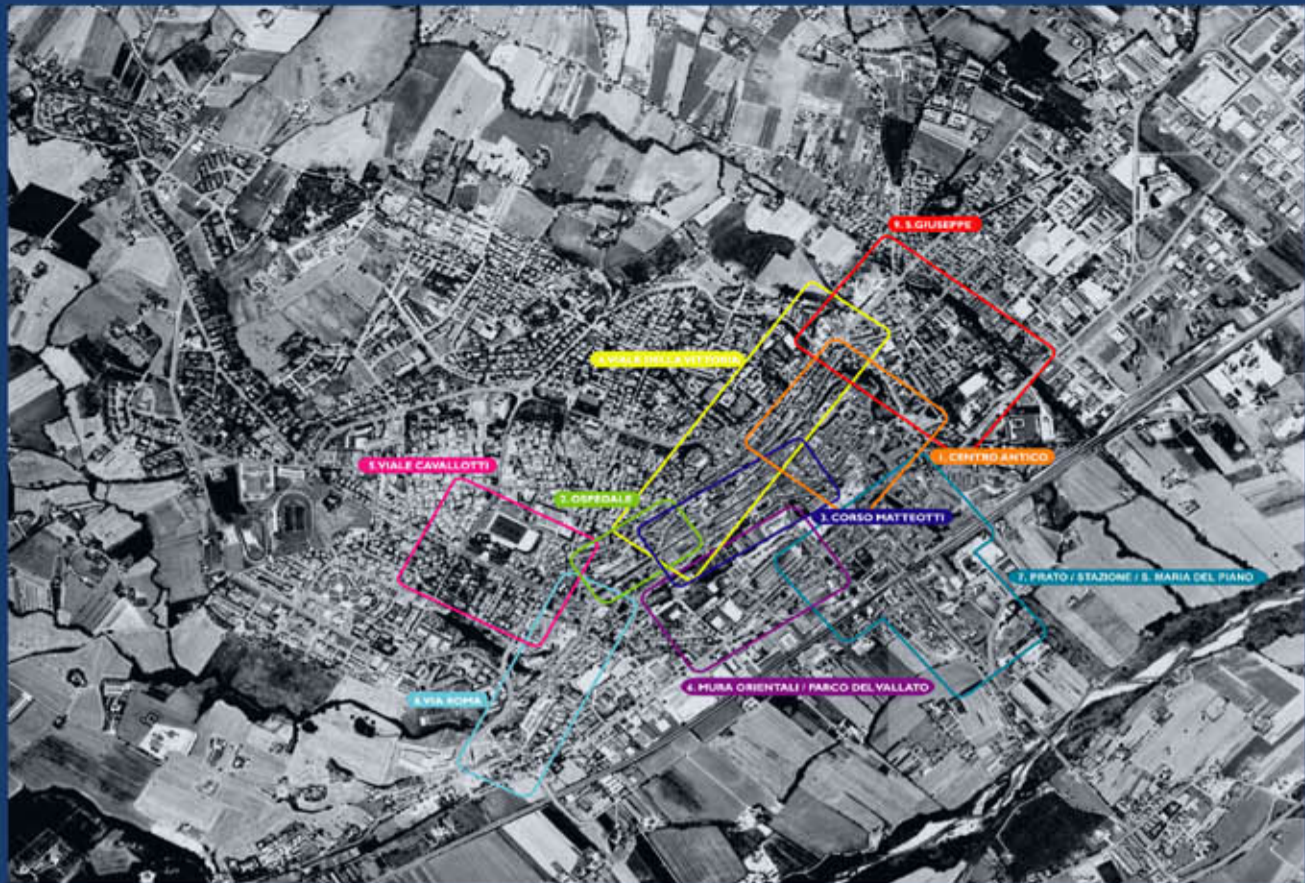 9. S.GIUSEPPE
4. VIALE DELLA VITTORIA
1. CENTRO ANTICO
5. VIALE CAVALLOTTI
2. OSPEDALE
3. CORSO MATTEOTTI
7. PRATO / STAZIONE / S. MARIA DEL PIANO
6. MURA ORIENTALI / PARCO DEL VALLATO
8. VIA ROMA